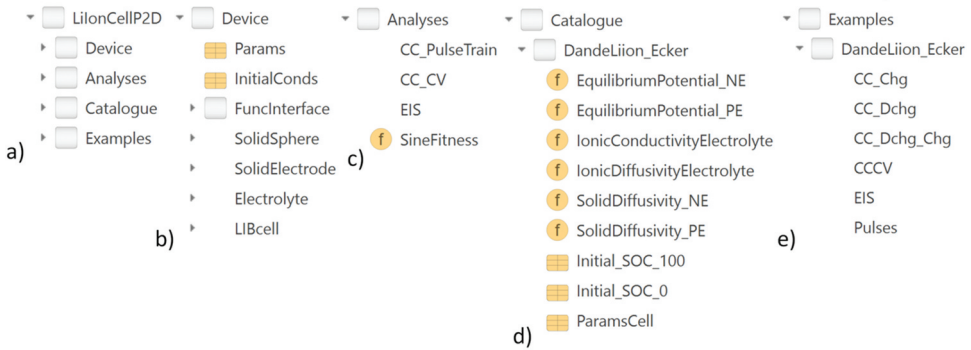 LiIonCellP2D
Device
Analyses
Catalogue
Examples
a)
Device
Params
InitialConds
FuncInterface
SolidSphere
SolidElectrode
Electrolyte
LIBcell
b)
Analyses
CC_PulseTrain
CC_CV
EIS
f SineFitness
c)
Catalogue
DandeLiion_Ecker
f EquilibriumPotential_NE
f EquilibriumPotential_PE
f IonicConductivityElectrolyte
f IonicDiffusivityElectrolyte
f SolidDiffusivity_NE
f SolidDiffusivity_PE
Initial_SOC_100
Initial_SOC_0
ParamsCell
d)
Examples
DandeLiion_Ecker
CC_Chg
CC_Dchg
CC_Dchg_Chg
CCCV
EIS
Pulses
e)